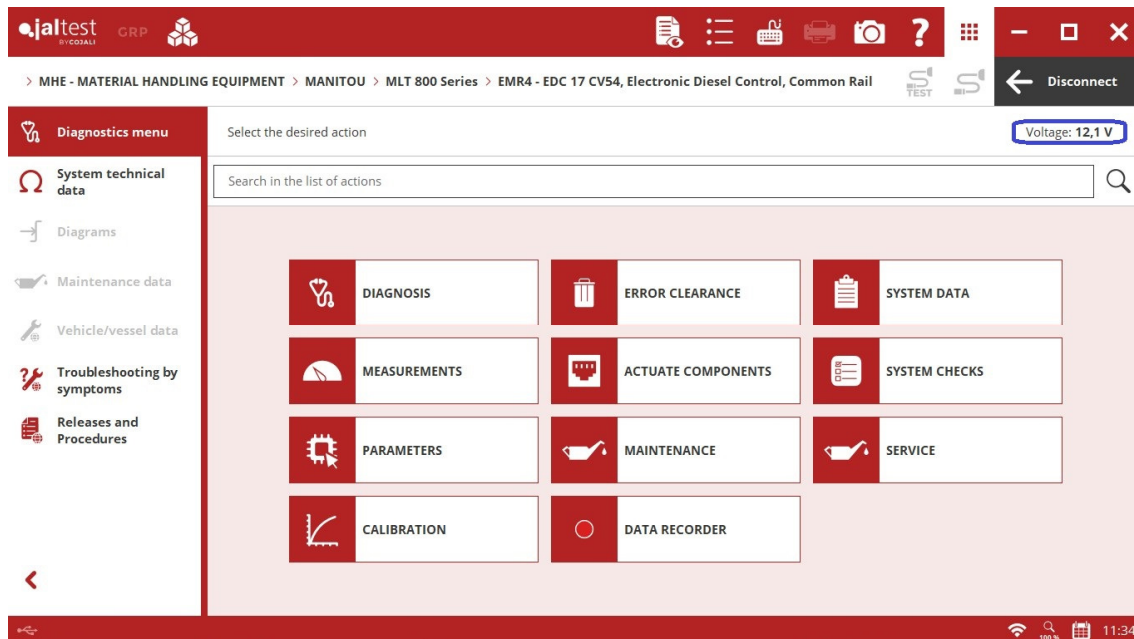 jaltest GRP
BY COJALI
> MHE - MATERIAL HANDLING EQUIPMENT > MANITOU > MLT 800 Series > EMR4 - EDC 17 CV54, Electronic Diesel Control, Common Rail
TEST
Disconnect
Diagnostics menu
Select the desired action
Voltage: 12,1 V
System technical
data
Search in the list of actions
Diagrams
Maintenance data
Vehicle/vessel data
Troubleshooting by
symptoms
Releases and
Procedures
DIAGNOSIS
ERROR CLEARANCE
SYSTEM DATA
MEASUREMENTS
ACTUATE COMPONENTS
SYSTEM CHECKS
PARAMETERS
MAINTENANCE
SERVICE
CALIBRATION
DATA RECORDER
100 %
11:34